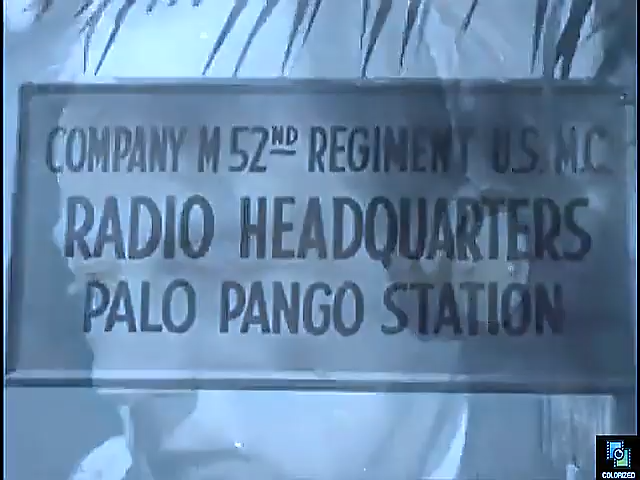 COMPANY M 52ND REGIMENT U.S.M.C.
RADIO HEADQUARTERS
PALO PANGO STATION
COLORIZED